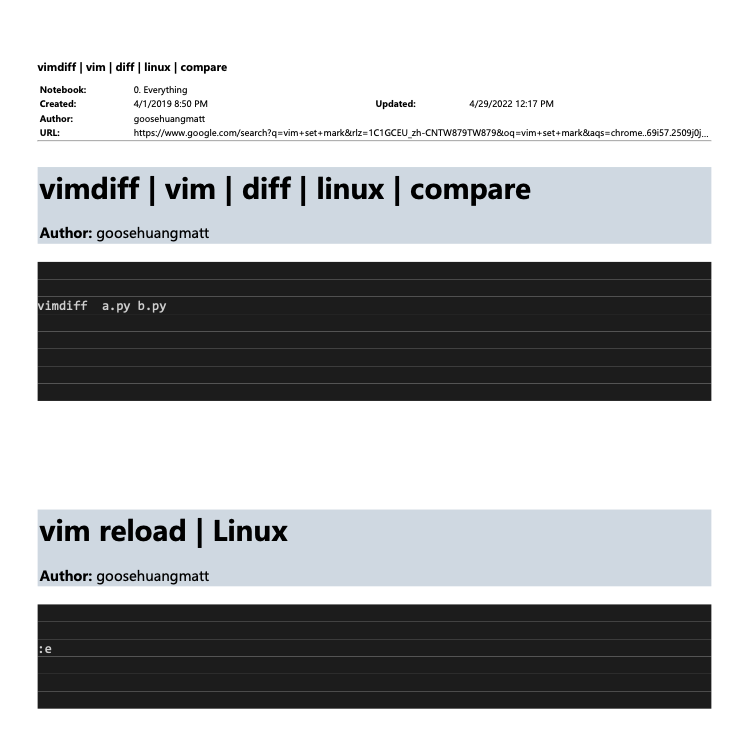 vimdiff | vim | diff | linux | compare
Notebook: 0. Everything
Created: 4/1/2019 8:50 PM Updated: 4/29/2022 12:17 PM
Author: goosehuangmatt
URL: https://www.google.com/search?q=vim+set+mark&rlz=1C1GCEU_zh-CNTW879TW879&oq=vim+set+mark&aqs=chrome..69i57.2509j0j...
vimdiff | vim | diff | linux | compare
Author: goosehuangmatt
vimdiff  a.py b.py
vim reload | Linux
Author: goosehuangmatt
:e